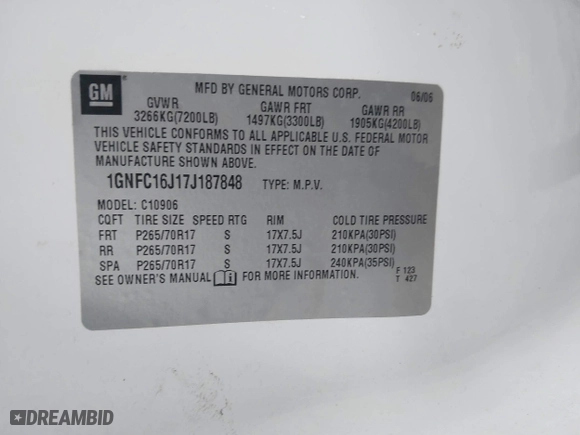 GM MFD BY GENERAL MOTORS CORP. 06/06
GVWR GAWR FRT GAWR RR
3266KG(7200LB) 1497KG(3300LB) 1905KG(4200LB)
THIS VEHICLE CONFORMS TO ALL APPLICABLE U.S. FEDERAL MOTOR
VEHICLE SAFETY STANDARDS IN EFFECT ON THE DATE OF
MANUFACTURE SHOWN ABOVE.
1GNFC16J17J187848 TYPE: M.P.V.
MODEL: C10906
CQFT TIRE SIZE SPEED RTG RIM COLD TIRE PRESSURE
FRT P265/70R17 S 17X7.5J 210KPA(30PSI)
RR P265/70R17 S 17X7.5J 210KPA(30PSI)
SPA P265/70R17 S 17X7.5J 240KPA(35PSI)
SEE OWNER'S MANUAL i FOR MORE INFORMATION. F 123
T 427
DREAMBID